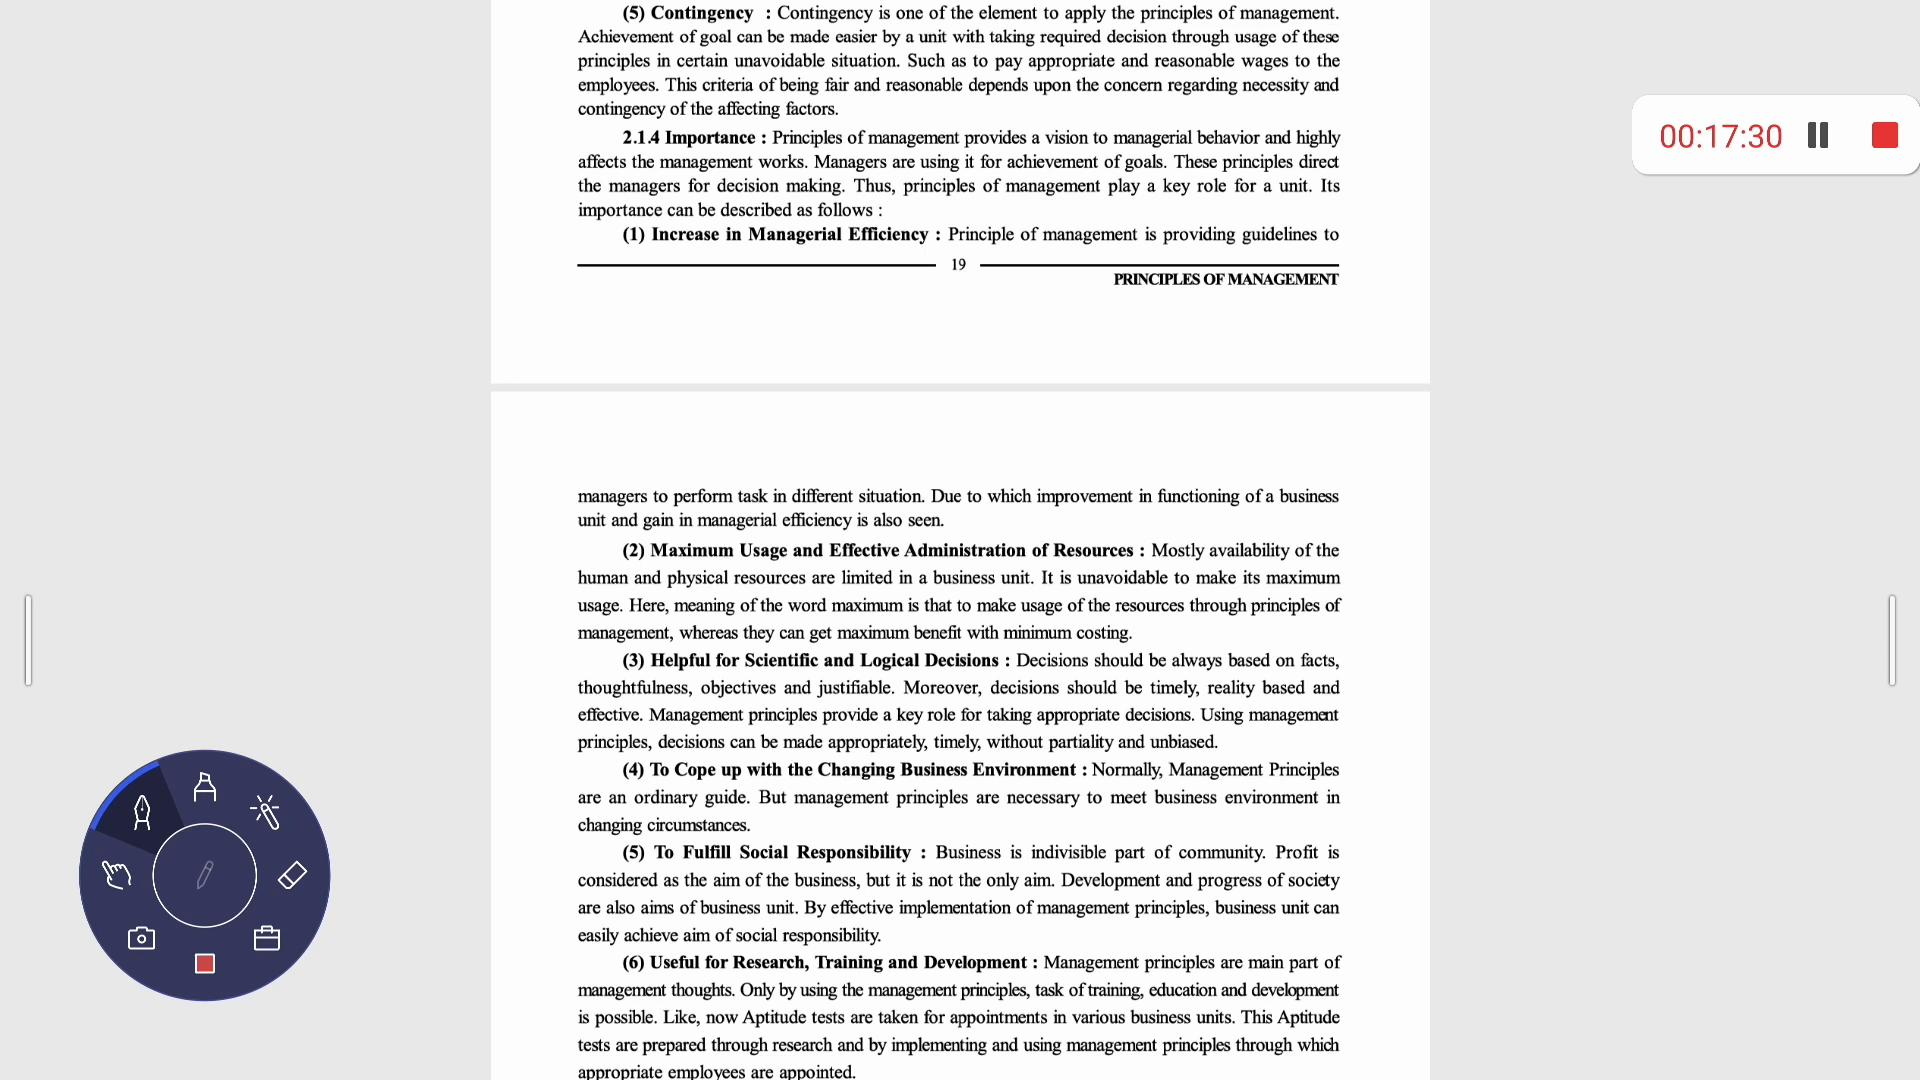 (5) Contingency : Contingency is one of the element to apply the principles of management.
Achievement of goal can be made easier by a unit with taking required decision through usage of these
principles in certain unavoidable situation. Such as to pay appropriate and reasonable wages to the
employees. This criteria of being fair and reasonable depends upon the concern regarding necessity and
contingency of the affecting factors.
2.1.4 Importance : Principles of management provides a vision to managerial behavior and highly
affects the management works. Managers are using it for achievement of goals. These principles direct
the managers for decision making. Thus, principles of management play a key role for a unit. Its
importance can be described as follows :
(1) Increase in Managerial Efficiency : Principle of management is providing guidelines to
19
PRINCIPLES OF MANAGEMENT
00:17:30
managers to perform task in different situation. Due to which improvement in functioning of a business
unit and gain in managerial efficiency is also seen.
(2) Maximum Usage and Effective Administration of Resources : Mostly availability of the
human and physical resources are limited in a business unit. It is unavoidable to make its maximum
usage. Here, meaning of the word maximum is that to make usage of the resources through principles of
management, whereas they can get maximum benefit with minimum costing.
(3) Helpful for Scientific and Logical Decisions : Decisions should be always based on facts,
thoughtfulness, objectives and justifiable. Moreover, decisions should be timely, reality based and
effective. Management principles provide a key role for taking appropriate decisions. Using management
principles, decisions can be made appropriately, timely, without partiality and unbiased.
(4) To Cope up with the Changing Business Environment : Normally, Management Principles
are an ordinary guide. But management principles are necessary to meet business environment in
changing circumstances.
(5) To Fulfill Social Responsibility : Business is indivisible part of community. Profit is
considered as the aim of the business, but it is not the only aim. Development and progress of society
are also aims of business unit. By effective implementation of management principles, business unit can
easily achieve aim of social responsibility.
(6) Useful for Research, Training and Development : Management principles are main part of
management thoughts. Only by using the management principles, task of training, education and development
is possible. Like, now Aptitude tests are taken for appointments in various business units. This Aptitude
tests are prepared through research and by implementing and using management principles through which
appropriate employees are appointed.